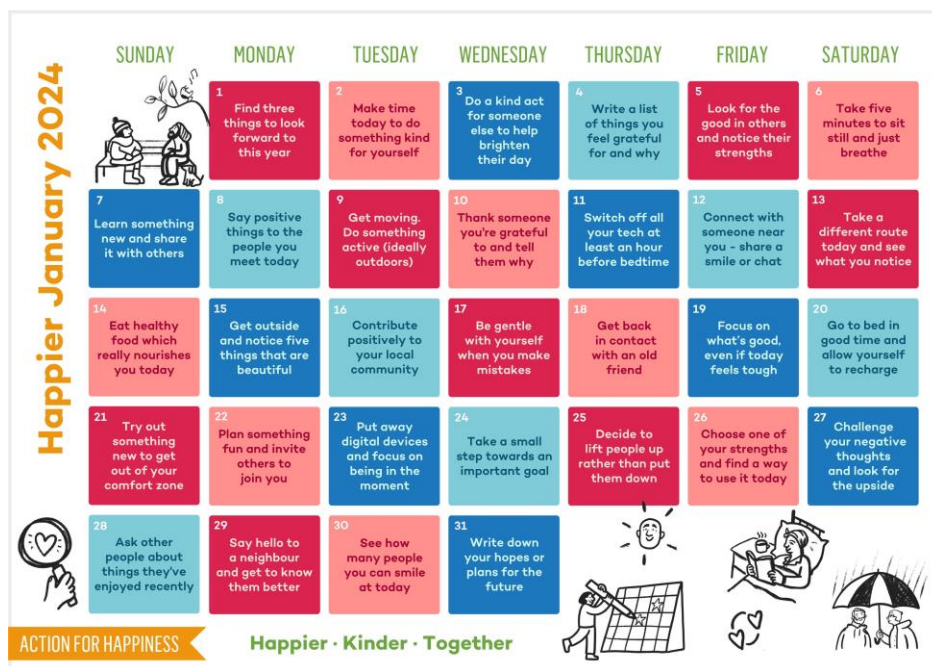 Happier January 2024
SUNDAY
MONDAY
TUESDAY
WEDNESDAY
THURSDAY
FRIDAY
SATURDAY
1
Find three
things to look
forward to
this year
2
Make time
today to do
something kind
for yourself
3
Do a kind act
for someone
else to help
brighten
their day
4
Write a list
of things you
feel grateful
for and why
5
Look for the
good in others
and notice their
strengths
6
Take five
minutes to sit
still and just
breathe
7
Learn something
new and share
it with others
8
Say positive
things to the
people you
meet today
9
Get moving.
Do something
active (ideally
outdoors)
10
Thank someone
you're grateful
to and tell
them why
11
Switch off all
your tech at
least an hour
before bedtime
12
Connect with
someone near
you - share a
smile or chat
13
Take a
different route
today and see
what you notice
14
Eat healthy
food which
really nourishes
you today
15
Get outside
and notice five
things that are
beautiful
16
Contribute
positively to
your local
community
17
Be gentle
with yourself
when you make
mistakes
18
Get back
in contact
with an old
friend
19
Focus on
what's good,
even if today
feels tough
20
Go to bed in
good time and
allow yourself
to recharge
21
Try out
something
new to get
out of your
comfort zone
22
Plan something
fun and invite
others to
join you
23
Put away
digital devices
and focus on
being in the
moment
24
Take a small
step towards an
important goal
25
Decide to
lift people up
rather than put
them down
26
Choose one of
your strengths
and find a way
to use it today
27
Challenge
your negative
thoughts
and look for
the upside
28
Ask other
people about
things they've
enjoyed recently
29
Say hello to
a neighbour
and get to know
them better
30
See how
many people
you can smile
at today
31
Write down
your hopes or
plans for the
future
ACTION FOR HAPPINESS
Happier · Kinder · Together